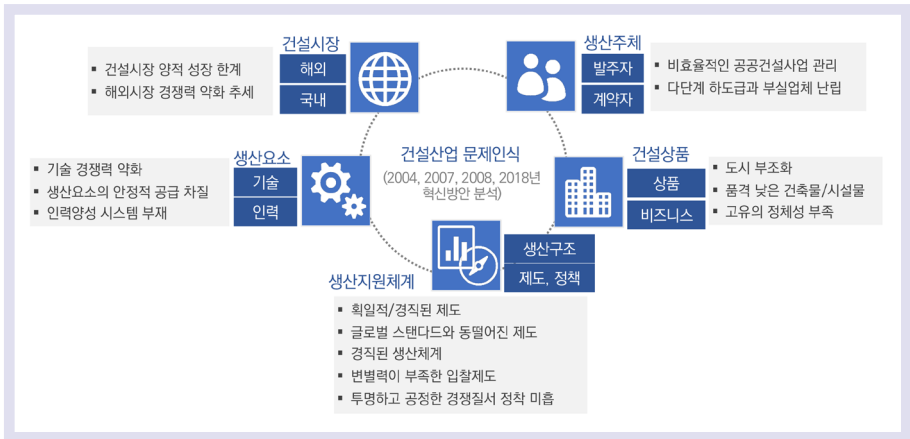 건설시장
해외
국내
▪ 건설시장 양적 성장 한계
▪ 해외시장 경쟁력 약화 추세
생산주체
발주자
계약자
▪ 비효율적인 공공건설사업 관리
▪ 다단계 하도급과 부실업체 난립
건설산업 문제인식
(2004, 2007, 2008, 2018년
혁신방안 분석)
생산요소
기술
인력
▪ 기술 경쟁력 약화
▪ 생산요소의 안정적 공급 차질
▪ 인력양성 시스템 부재
건설상품
상품
비즈니스
▪ 도시 부조화
▪ 품격 낮은 건축물/시설물
▪ 고유의 정체성 부족
생산구조
제도, 정책
생산지원체계
▪ 획일적/경직된 제도
▪ 글로벌 스탠다드와 동떨어진 제도
▪ 경직된 생산체계
▪ 변별력이 부족한 입찰제도
▪ 투명하고 공정한 경쟁질서 정착 미흡